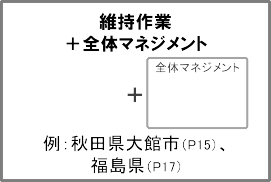 維持作業
＋全体マネジメント
全体マネジメント
＋
例：秋田県大館市(P15)、
福島県(P17)